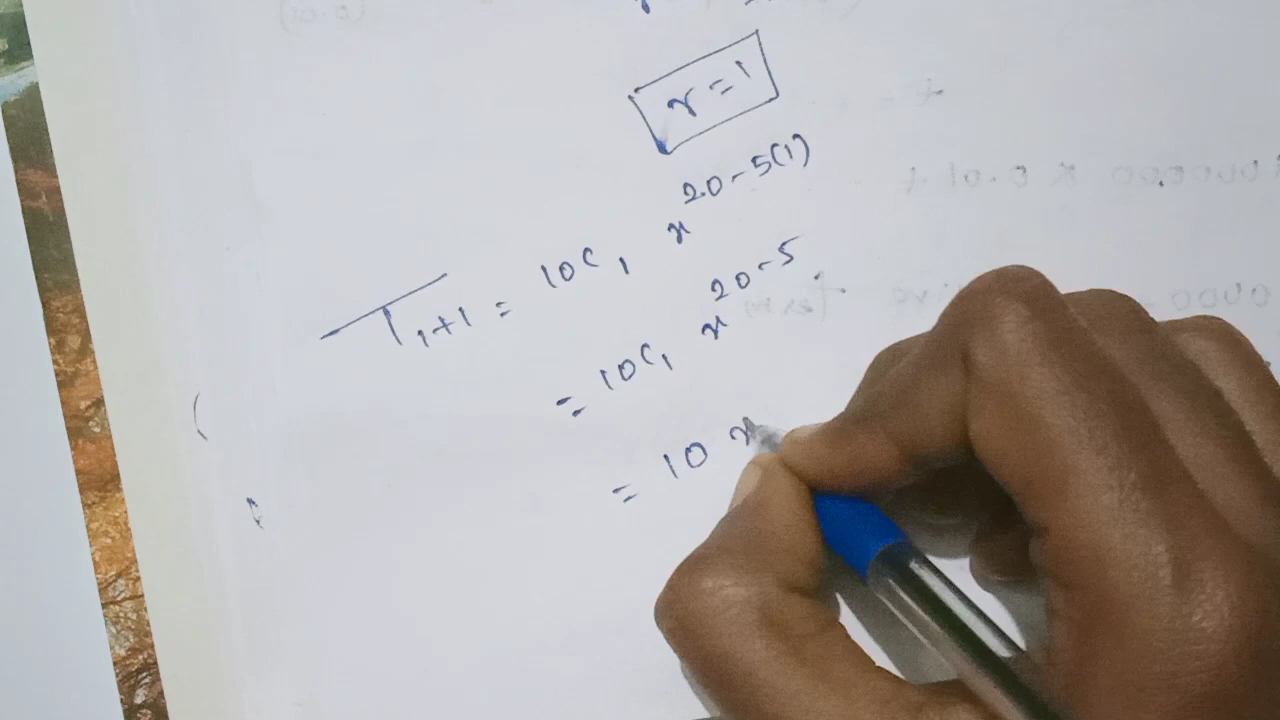 r = 1
T₁₊₁ = 10C₁ x^20-5(1)
= 10C₁ x^20-5
= 10 x